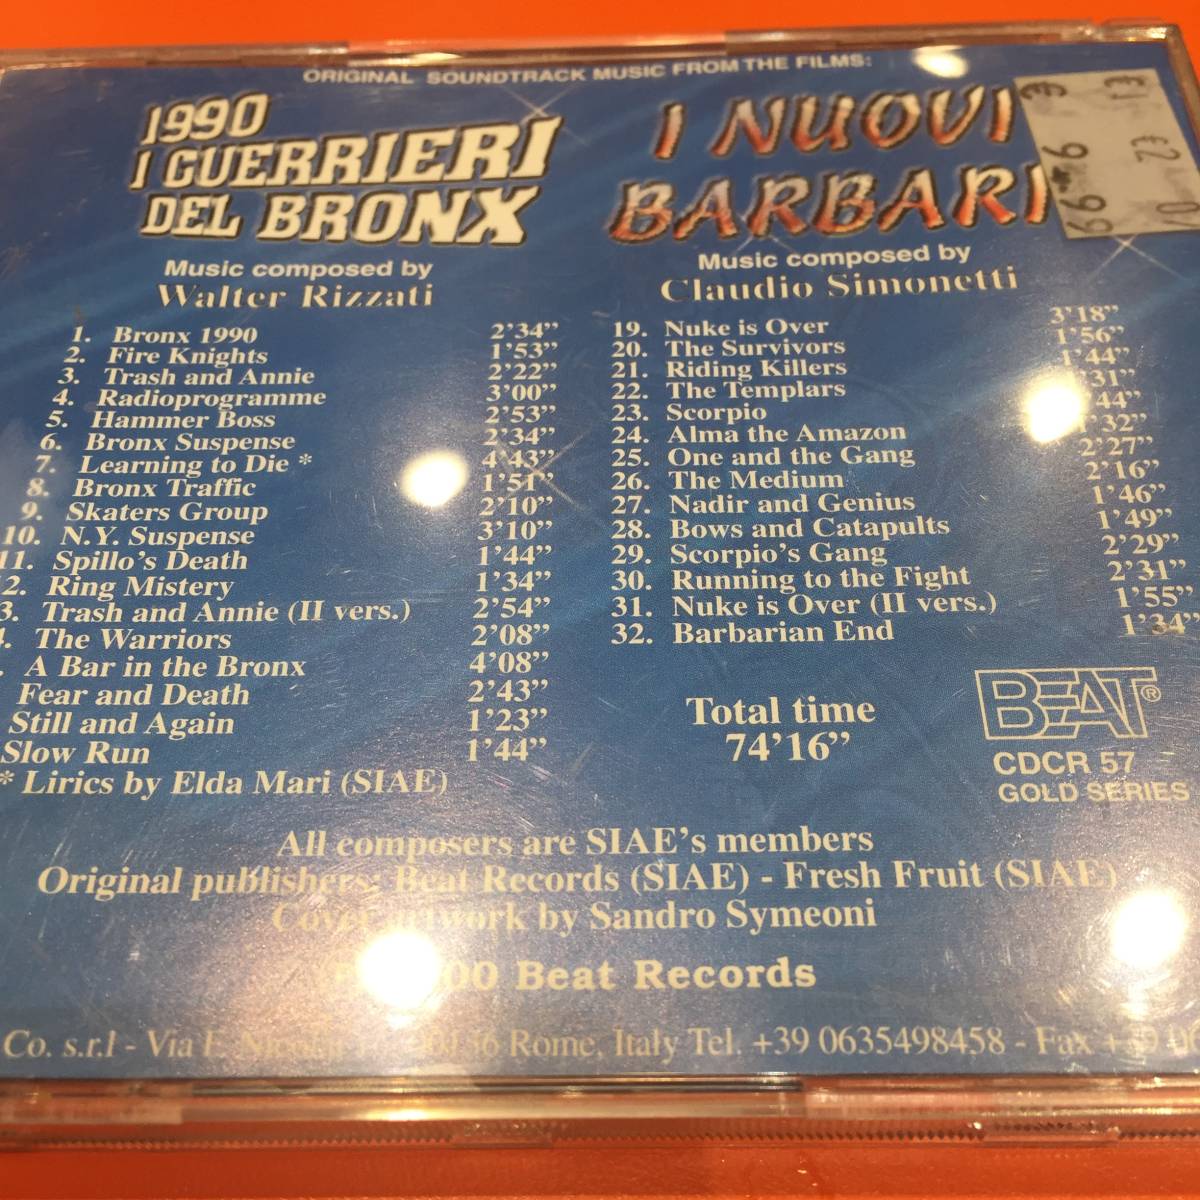 ORIGINAL SOUNDTRACK MUSIC FROM THE FILMS:
1990
I GUERRIERI
DEL BRONX
Music composed by
Walter Rizzati
1. Bronx 1990 2'34”
2. Fire Knights 1'53”
3. Trash and Annie 2'22”
4. Radioprogramme 3'00”
5. Hammer Boss 2'53”
6. Bronx Suspense 2'34”
7. Learning to Die * 4'43”
8. Bronx Traffic 1'51”
9. Skaters Group 2'10”
10. N.Y. Suspense 3'10”
11. Spillo's Death 1'44”
2. Ring Mistery 1'34”
3. Trash and Annie (II vers.) 2'54”
4. The Warriors 2'08”
. A Bar in the Bronx 4'08”
Fear and Death 2'43”
Still and Again 1'23”
Slow Run 1'44”
* Lirics by Elda Mari (SIAE)
I NUOVI
BARBARI
Music composed by
Claudio Simonetti
19. Nuke is Over 3'18”
20. The Survivors 1'56”
21. Riding Killers 1'44”
22. The Templars 31”
23. Scorpio 44”
24. Alma the Amazon 1'32”
25. One and the Gang 2'27”
26. The Medium 2'16”
27. Nadir and Genius 1'46”
28. Bows and Catapults 1'49”
29. Scorpio's Gang 2'29”
30. Running to the Fight 2'31”
31. Nuke is Over (II vers.) 1'55”
32. Barbarian End 1'34”
Total time
74'16”
BEAT®
CDCR 57
GOLD SERIES
All composers are SIAE's members
Original publishers: Beat Records (SIAE) - Fresh Fruit (SIAE)
Cover artwork by Sandro Symeoni
00 Beat Records
Co. s.r.l - Via F. Rome, Italy Tel. +39 0635498458 - Fax +39